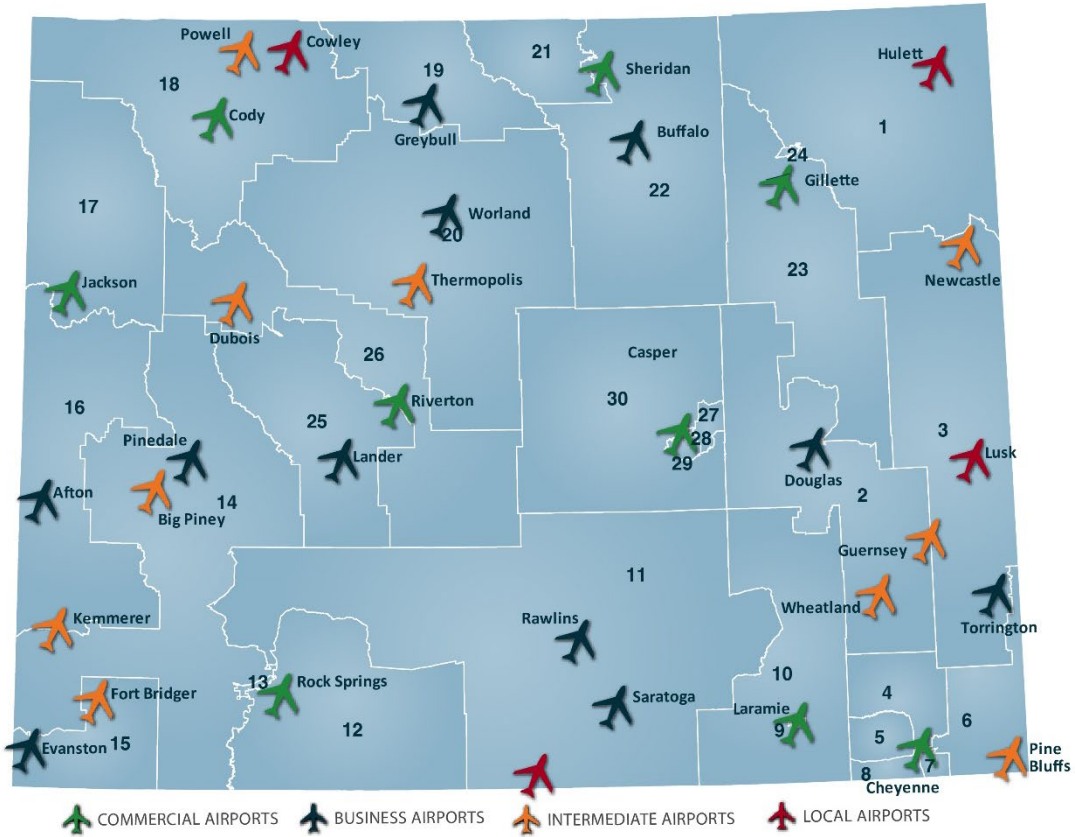 Powell
Cowley
Hulett
21
Sheridan
19
18
Cody
Greybull
Buffalo
1
24
Gillette
17
22
Worland
20
23
Jackson
Thermopolis
Newcastle
Dubois
26
Casper
16
Riverton
30
27
25
Pinedale
28
3
Lander
29
Lusk
Afton
14
Big Piney
Douglas
2
Guernsey
11
Wheatland
Kemmerer
Rawlins
Torrington
13
Rock Springs
10
Fort Bridger
Saratoga
4
Laramie
6
12
9
5
Evanston
15
7
8
Pine
Bluffs
Cheyenne
COMMERCIAL AIRPORTS
BUSINESS AIRPORTS
INTERMEDIATE AIRPORTS
LOCAL AIRPORTS